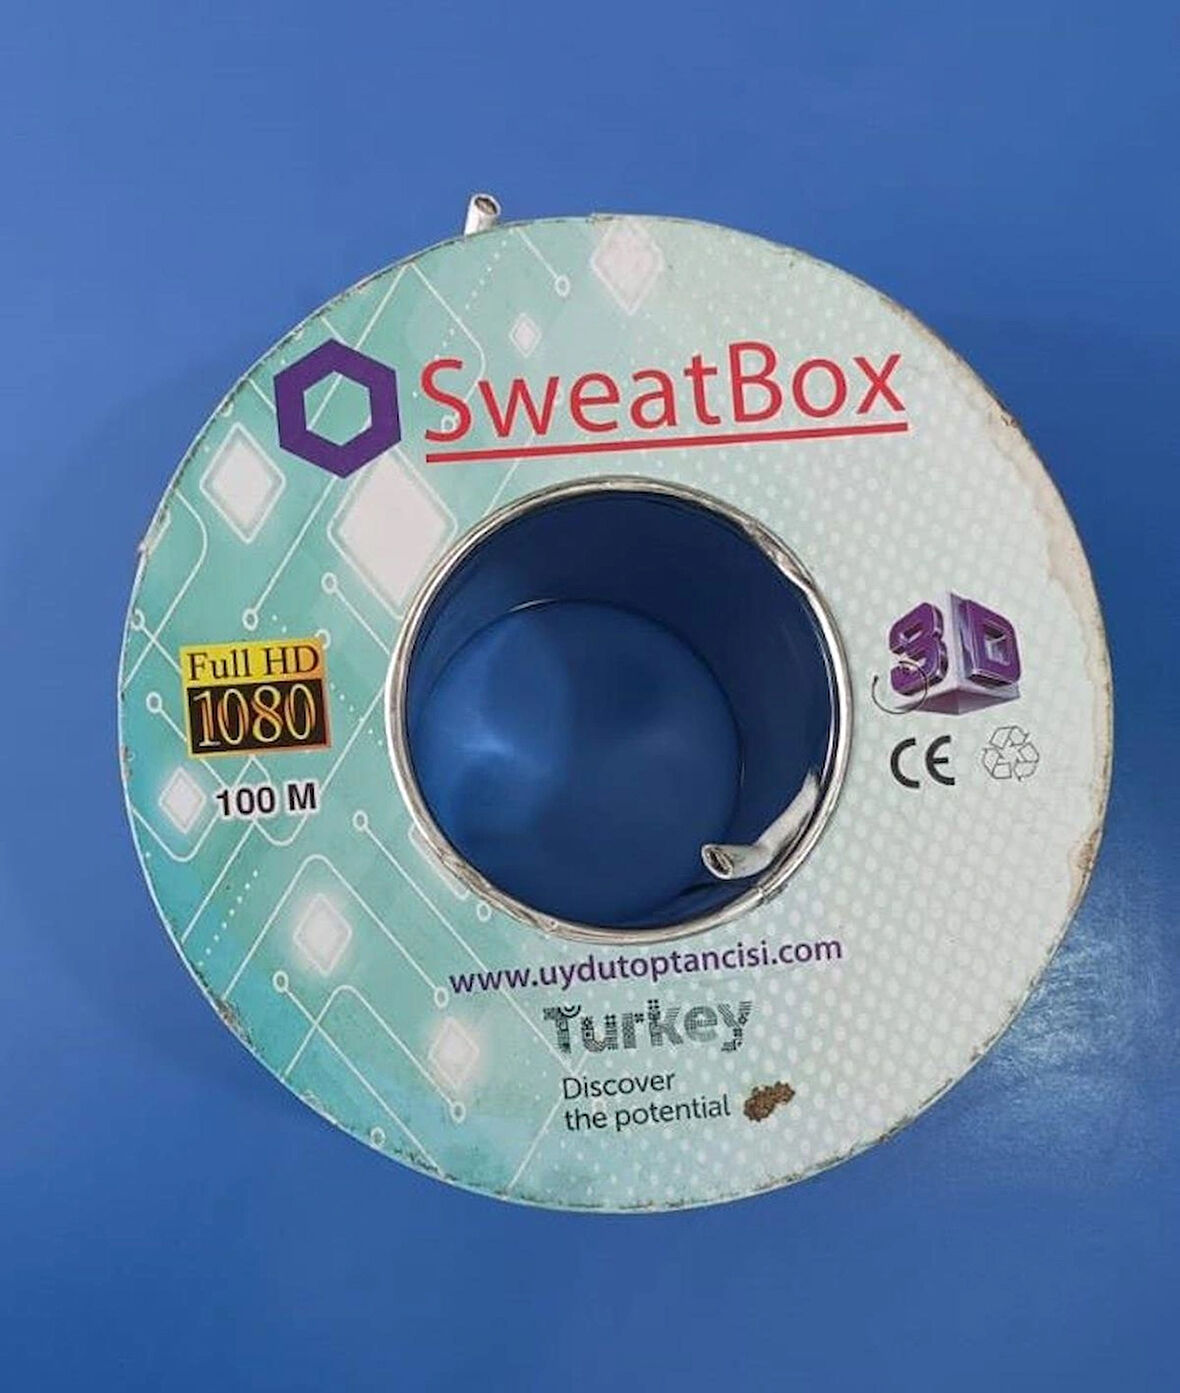 SweatBox
Full HD
1080
100 M
3D
CE
www.uydutoptancisi.com
Turkey
Discover
the potential